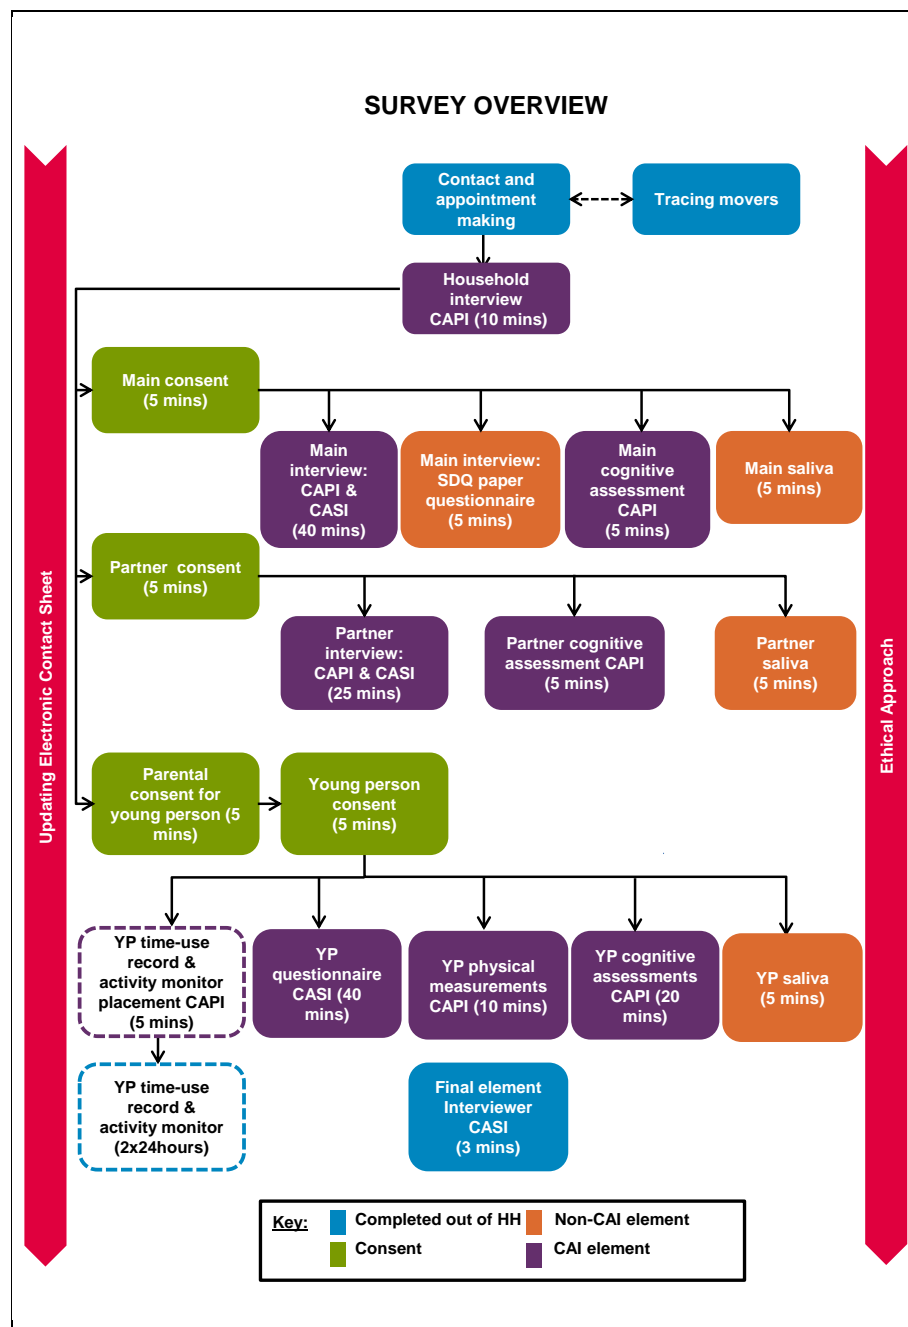 SURVEY OVERVIEW
Contact and
appointment
making
Tracing movers
Household
interview
CAPI (10 mins)
Main consent
(5 mins)
Main
interview:
CAPI &
CASI
(40 mins)
Main interview:
SDQ paper
questionnaire
(5 mins)
Main
cognitive
assessment
CAPI
(5 mins)
Main saliva
(5 mins)
Partner  consent
(5 mins)
Partner
interview:
CAPI & CASI
(25 mins)
Partner cognitive
assessment CAPI
(5 mins)
Partner
saliva
(5 mins)
Parental
consent for
young person (5
mins)
Young person
consent
(5 mins)
YP time-use
record &
activity monitor
placement CAPI
(5 mins)
YP
questionnaire
CASI (40
mins)
YP physical
measurements
CAPI (10 mins)
YP cognitive
assessments
CAPI (20
mins)
YP saliva
(5 mins)
YP time-use
record &
activity monitor
(2x24hours)
Final element
Interviewer
CASI
(3 mins)
Updating Electronic Contact Sheet
Ethical Approach
Key:
Completed out of HH
Non-CAI element
Consent
CAI element